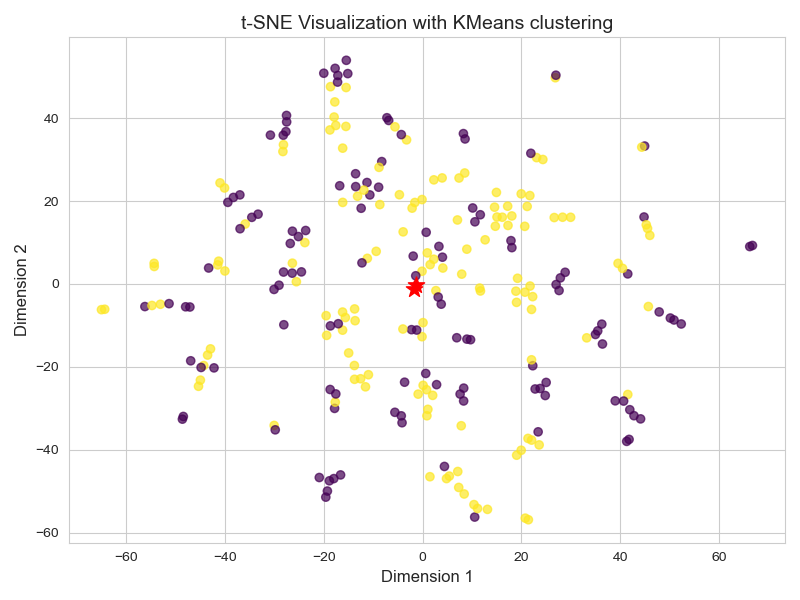 t-SNE Visualization with KMeans clustering
40
20
0
−20
−40
−60
Dimension 2
−60 −40 −20 0 20 40 60
Dimension 1